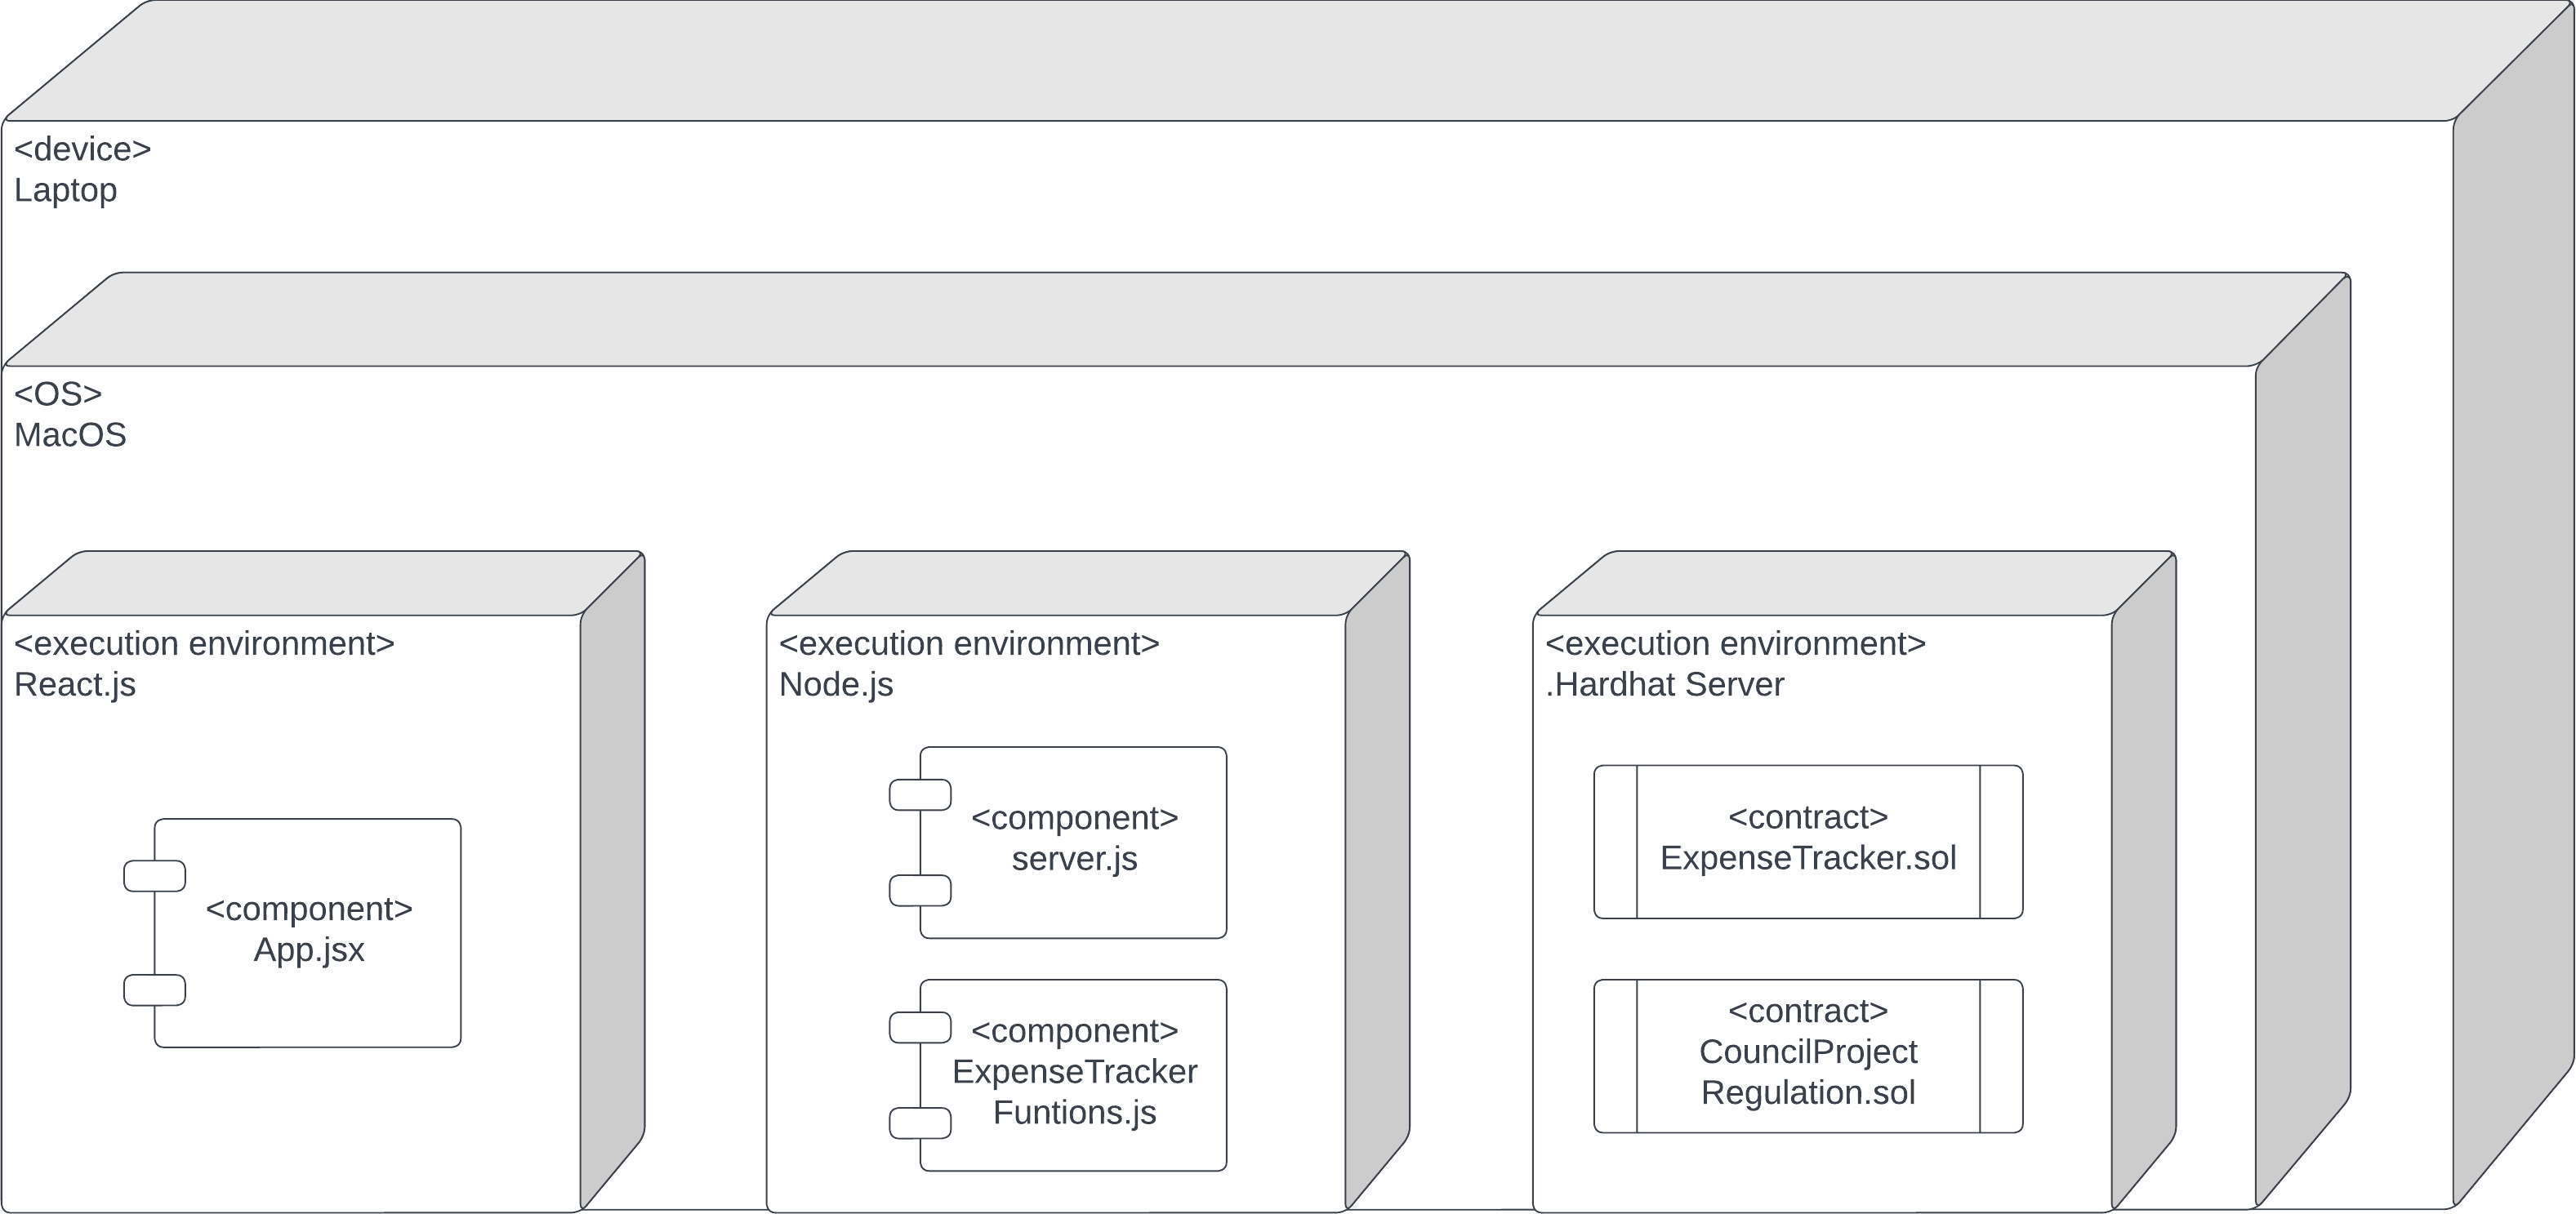 <device>
Laptop
<OS>
MacOS
<execution environment>
React.js
<component>
App.jsx
<execution environment>
Node.js
<component>
server.js
<component>
ExpenseTracker
Funtions.js
<execution environment>
.Hardhat Server
<contract>
ExpenseTracker.sol
<contract>
CouncilProject
Regulation.sol